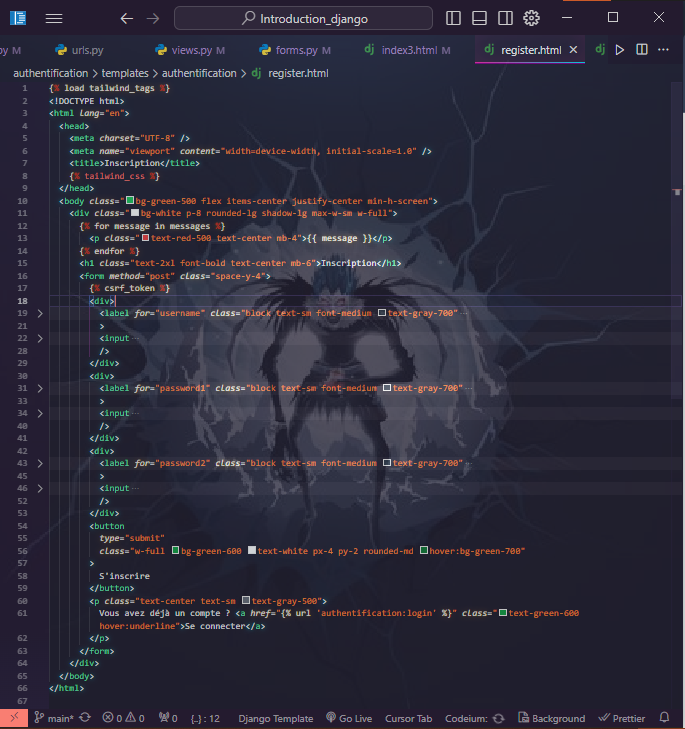 Introduction_django
py M
urls.py
views.py M
forms.py M
index3.html M
register.html
authentification > templates > authentification > register.html
1 {% load tailwind_tags %}
2 <!DOCTYPE html>
3 <html lang="en">
4 <head>
5 <meta charset="UTF-8" />
6 <meta name="viewport" content="width=device-width, initial-scale=1.0" />
7 <title>Inscription</title>
8 {% tailwind_css %}
9 </head>
10 <body class="bg-green-500 flex items-center justify-center min-h-screen">
11 <div class="bg-white p-8 rounded-lg shadow-lg max-w-sm w-full">
12 {% for message in messages %}
13 <p class="text-red-500 text-center mb-4">{{ message }}</p>
14 {% endfor %}
15 <h1 class="text-2xl font-bold text-center mb-6">Inscription</h1>
16 <form method="post" class="space-y-4">
17 {% csrf_token %}
18 <div>
19 <label for="username" class="block text-sm font-medium text-gray-700"···
21 >
22 <input···
28 />
29 </div>
30 <div>
31 <label for="password1" class="block text-sm font-medium text-gray-700"···
33 >
34 <input···
40 />
41 </div>
42 <div>
43 <label for="password2" class="block text-sm font-medium text-gray-700"···
45 >
46 <input···
52 />
53 </div>
54 <button
55 type="submit"
56 class="w-full bg-green-600 text-white px-4 py-2 rounded-md hover:bg-green-700"
57 >
58 S'inscrire
59 </button>
60 <p class="text-center text-sm text-gray-500">
61 Vous avez déjà un compte ? <a href="{% url 'authentification:login' %}" class="text-green-600
hover:underline">Se connecter</a>
62 </p>
63 </form>
64 </div>
65 </body>
66 </html>
67
main* 0 0 0 {..} : 12 Django Template Go Live Cursor Tab Codeium: Background Prettier